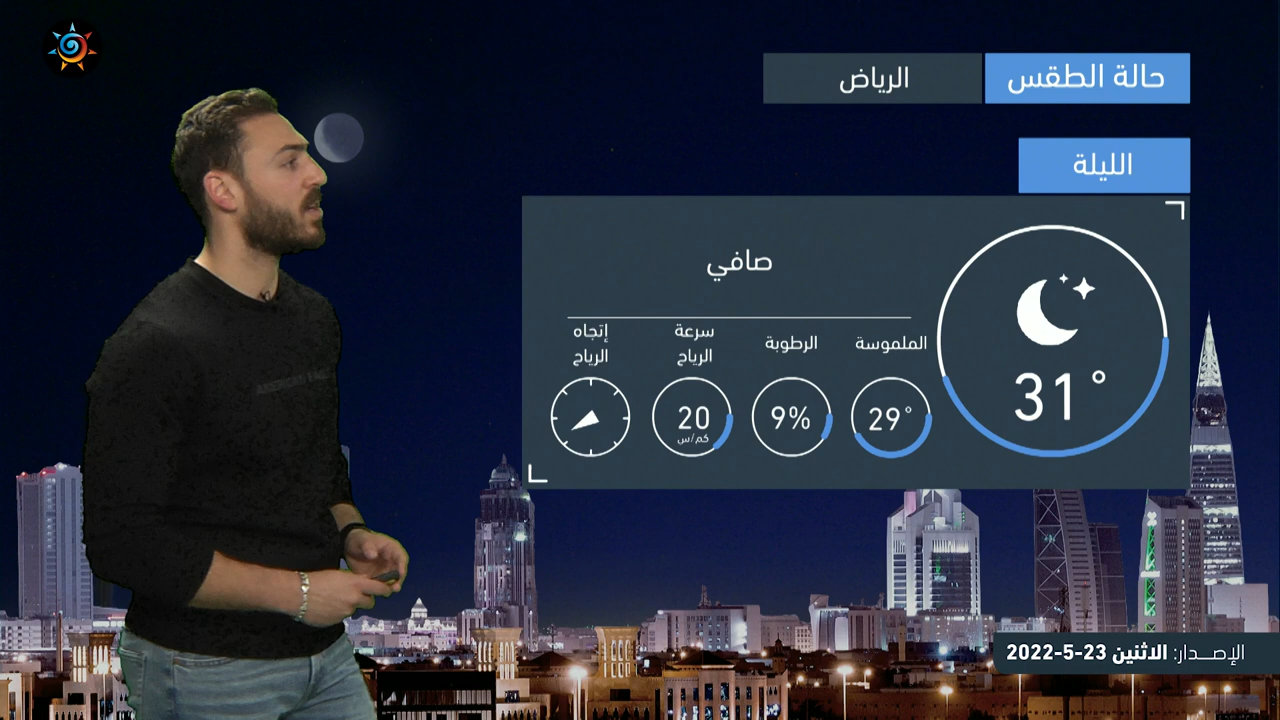 حالة الطقس
الرياض
الليلة
صافي
31°
الملموسة
29°
الرطوبة
9%
سرعة
الرياح
20
كم/س
إتجاه
الرياح
الإصـــدار: الاثنين 23-5-2022